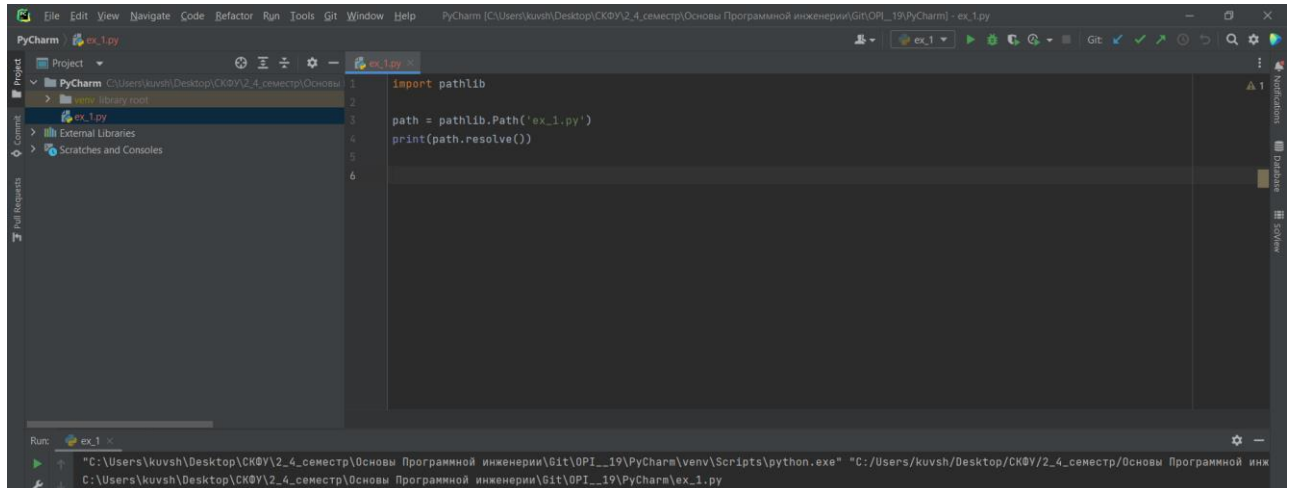 File Edit View Navigate Code Refactor Run Tools Git Window Help PyCharm [C:\Users\kuvsh\Desktop\СКФУ\2_4_семестр\Основы Программной инженерии\Git\OPI__19\PyCharm] - ex_1.py
PyCharm ex_1.py ex_1 Git:
Project ex_1.py
PyCharm C:\Users\kuvsh\Desktop\СКФУ\2_4_семестр\Основы
venv library root
ex_1.py
External Libraries
Scratches and Consoles
Project
Commit
Pull Requests
1 import pathlib
2
3 path = pathlib.Path('ex_1.py')
4 print(path.resolve())
5
6
1
Notifications
Database
SciView
Run: ex_1
"C:\Users\kuvsh\Desktop\СКФУ\2_4_семестр\Основы Программной инженерии\Git\OPI__19\PyCharm\venv\Scripts\python.exe" "C:/Users/kuvsh/Desktop/СКФУ/2_4_семестр/Основы Программной инж
C:\Users\kuvsh\Desktop\СКФУ\2_4_семестр\Основы Программной инженерии\Git\OPI__19\PyCharm\ex_1.py